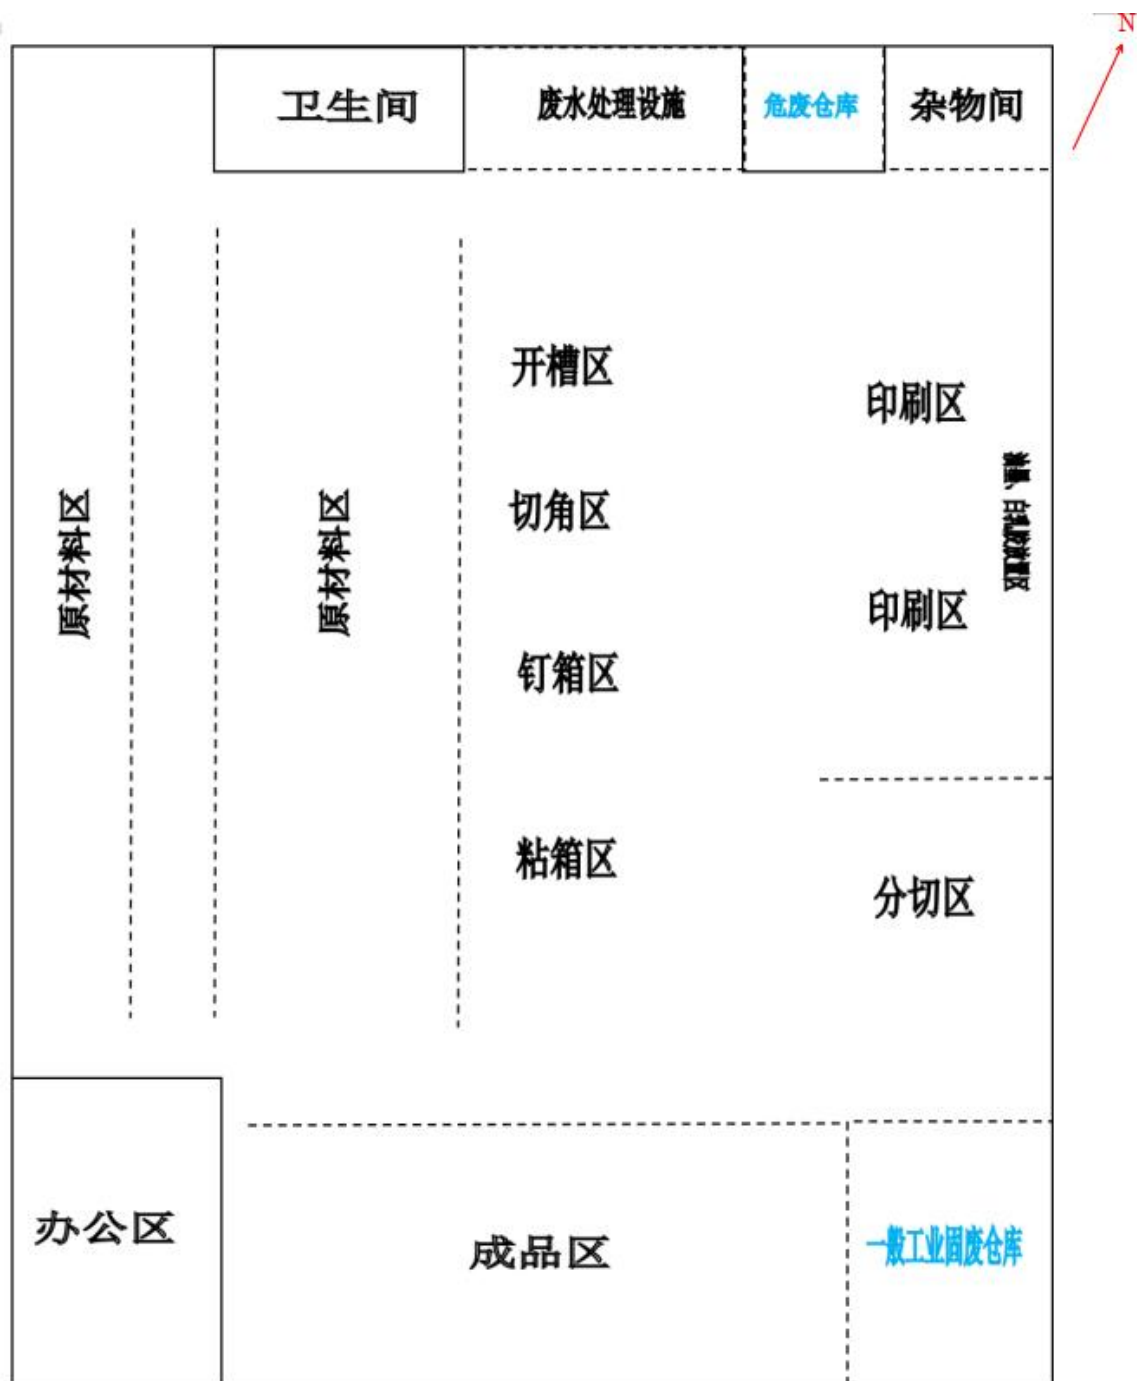 N
卫生间
废水处理设施
危废仓库
杂物间
开槽区
印刷区
切角区
原材料区
原材料区
印刷区
钉箱区
粘箱区
分切区
办公区
成品区
一般工业固废仓库